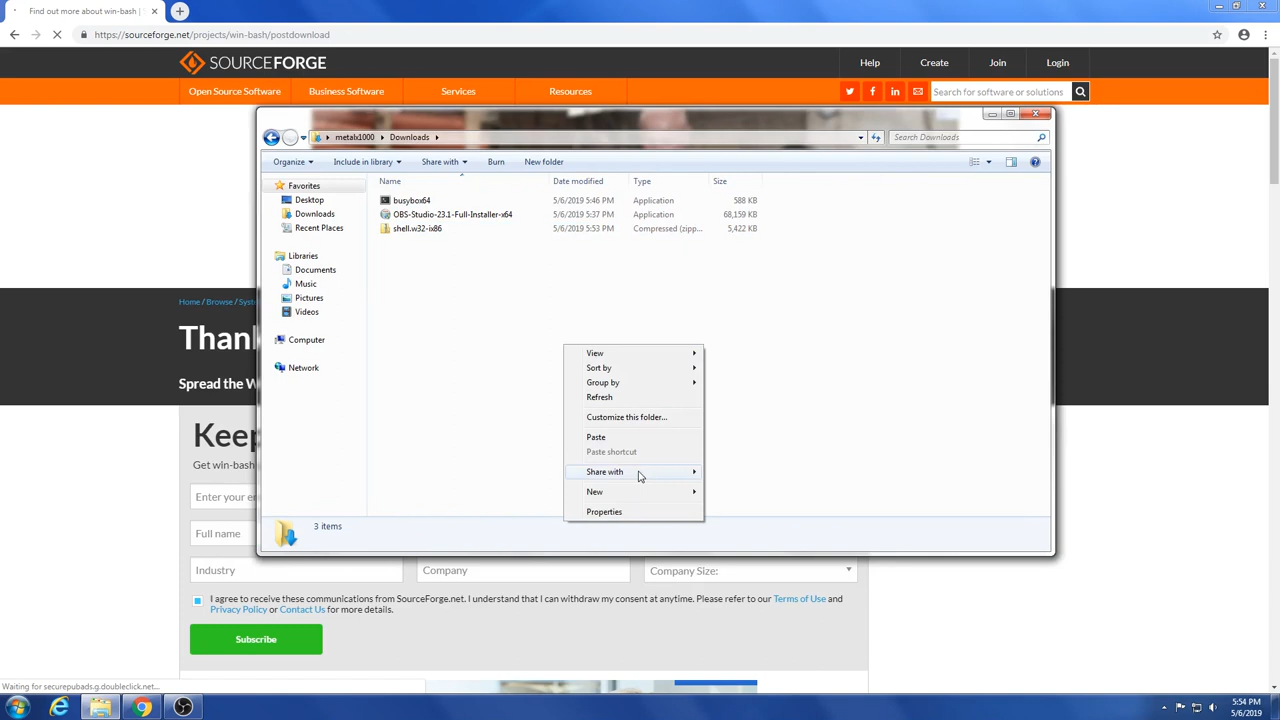 Find out more about win-bash |
https://sourceforge.net/projects/win-bash/postdownload
SOURCEFORGE
Help
Create
Join
Login
Open Source Software
Business Software
Services
Resources
Search for software or solutions
metalx1000
Downloads
Search Downloads
Organize
Include in library
Share with
Burn
New folder
Name
Date modified
Type
Size
Favorites
Desktop
Downloads
Recent Places
Libraries
Documents
Music
Pictures
Videos
Computer
Network
busybox64 5/6/2019 5:46 PM Application 588 KB
OBS-Studio-23.1-Full-Installer-x64 5/6/2019 5:37 PM Application 68,159 KB
shell.w32-ix86 5/6/2019 5:53 PM Compressed (zipp... 5,422 KB
View
Sort by
Group by
Refresh
Customize this folder...
Paste
Paste shortcut
Share with
New
Properties
3 items
Home / Browse / Syst
Thank
Spread the W
Keep
Get win-bash
Enter your em
Full name
Industry
Company
Company Size:
I agree to receive these communications from SourceForge.net. I understand that I can withdraw my consent at anytime. Please refer to our Terms of Use and
Privacy Policy or Contact Us for more details.
Subscribe
Waiting for securepubads.g.doubleclick.net...
5:54 PM
5/6/2019